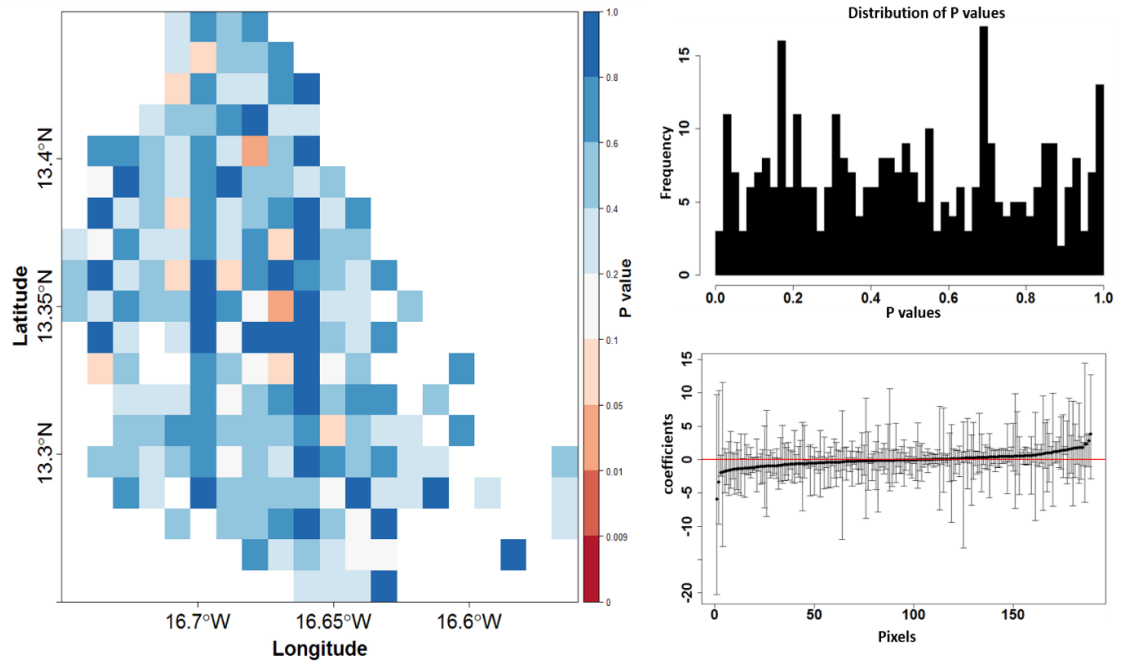 13.4°N
13.35°N
13.3°N
Latitude
16.7°W
16.65°W
16.6°W
Longitude
1.0
0.8
0.6
0.4
0.2
0.1
0.05
0.01
0.009
0
P value
Distribution of P values
15
10
5
0
Frequency
0.0
0.2
0.4
0.6
0.8
1.0
P values
15
10
5
0
-5
-10
-20
coefficients
0
50
100
150
Pixels